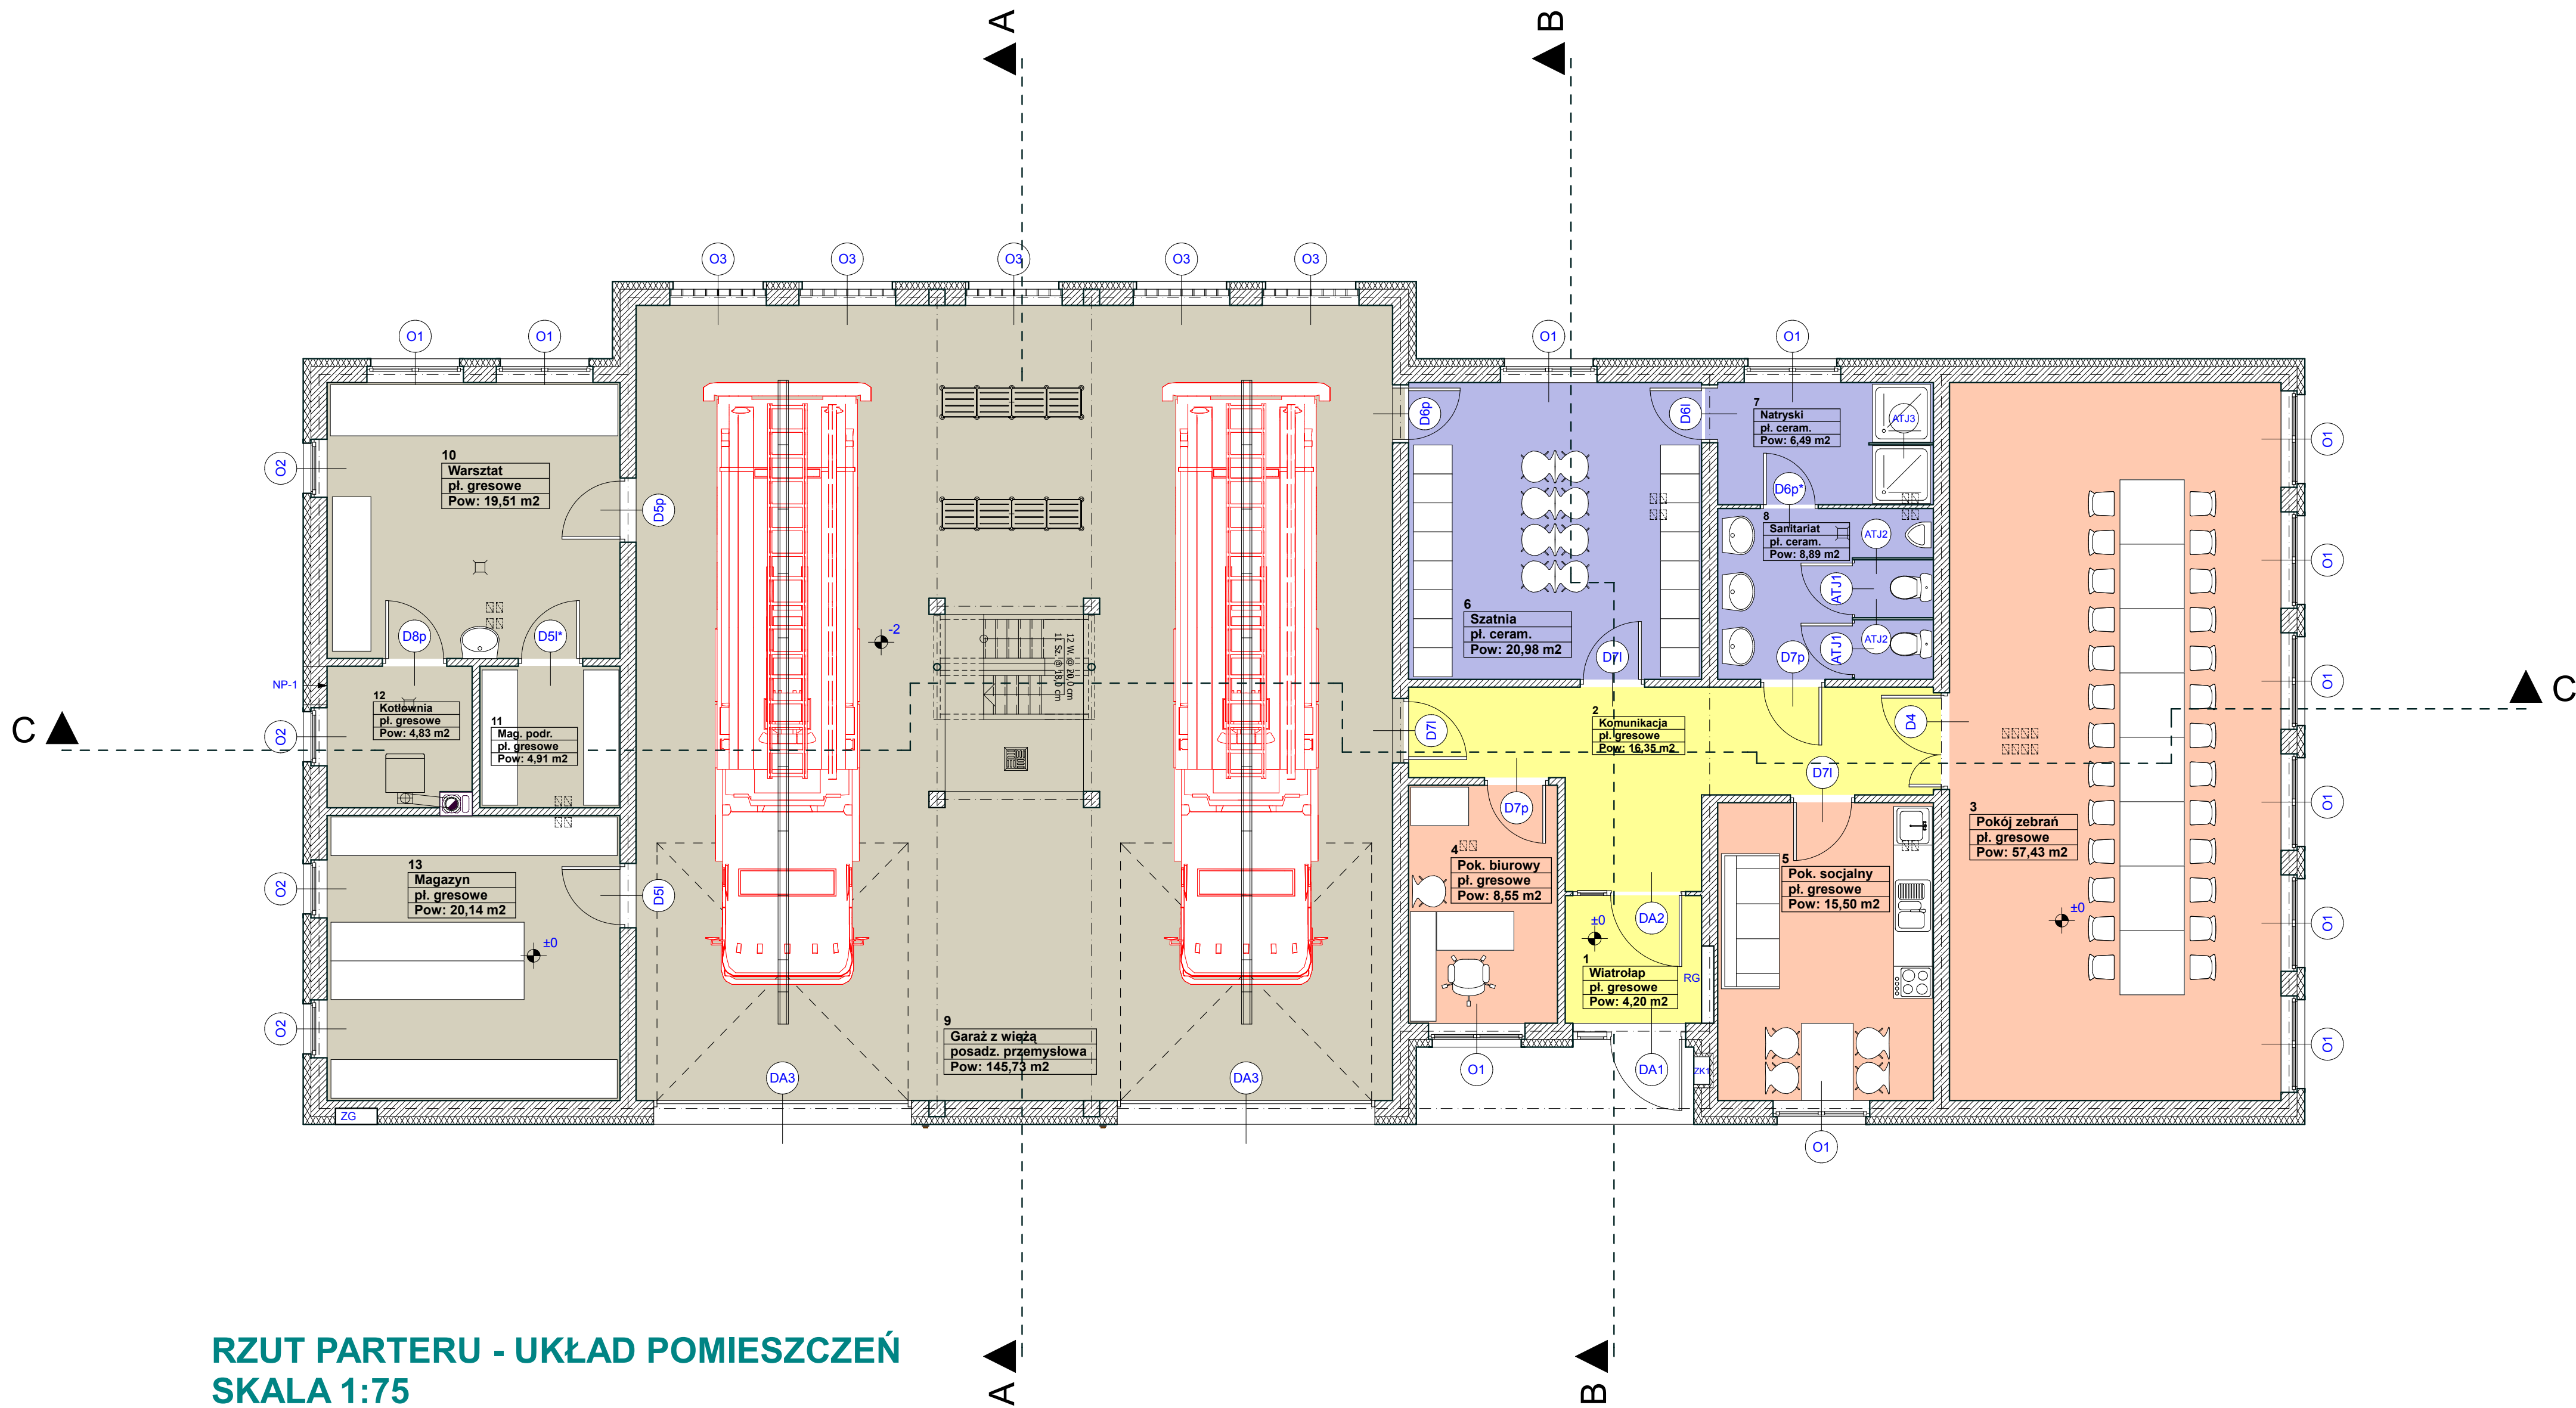 A
B
O3
O3
O3
O3
O3
O1
O1
O1
O1
D6p
D6l
7
Natryski
pł. ceram.
Pow: 6,49 m2
ATJ3
O1
O2
10
Warsztat
pł. gresowe
Pow: 19,51 m2
D5p
D6p*
8
Sanitariat
pł. ceram.
Pow: 8,89 m2
ATJ2
O1
ATJ1
6
Szatnia
pł. ceram.
Pow: 20,98 m2
D8p
D5l*
-2
12 W. @ 20,0 cm
11 Sz. @ 18,0 cm
D7l
D7p
ATJ1
ATJ2
NP-1
O1
C
C
12
Kotłownia
pł. gresowe
Pow: 4,83 m2
11
Mag. podr.
pł. gresowe
Pow: 4,91 m2
O2
D7l
2
Komunikacja
pł. gresowe
Pow: 16,35 m2
D4
D7l
D7p
O1
3
Pokój zebrań
pł. gresowe
Pow: 57,43 m2
13
Magazyn
pł. gresowe
Pow: 20,14 m2
O2
D5l
4
Pok. biurowy
pł. gresowe
Pow: 8,55 m2
5
Pok. socjalny
pł. gresowe
Pow: 15,50 m2
±0
±0
DA2
±0
O1
1
Wiatrołap
pł. gresowe
Pow: 4,20 m2
RG
O2
9
Garaż z wieżą
posadz. przemysłowa
Pow: 145,73 m2
O1
DA3
DA3
O1
DA1
ZK1
ZG
O1
RZUT PARTERU - UKŁAD POMIESZCZEŃ
SKALA 1:75
A
B